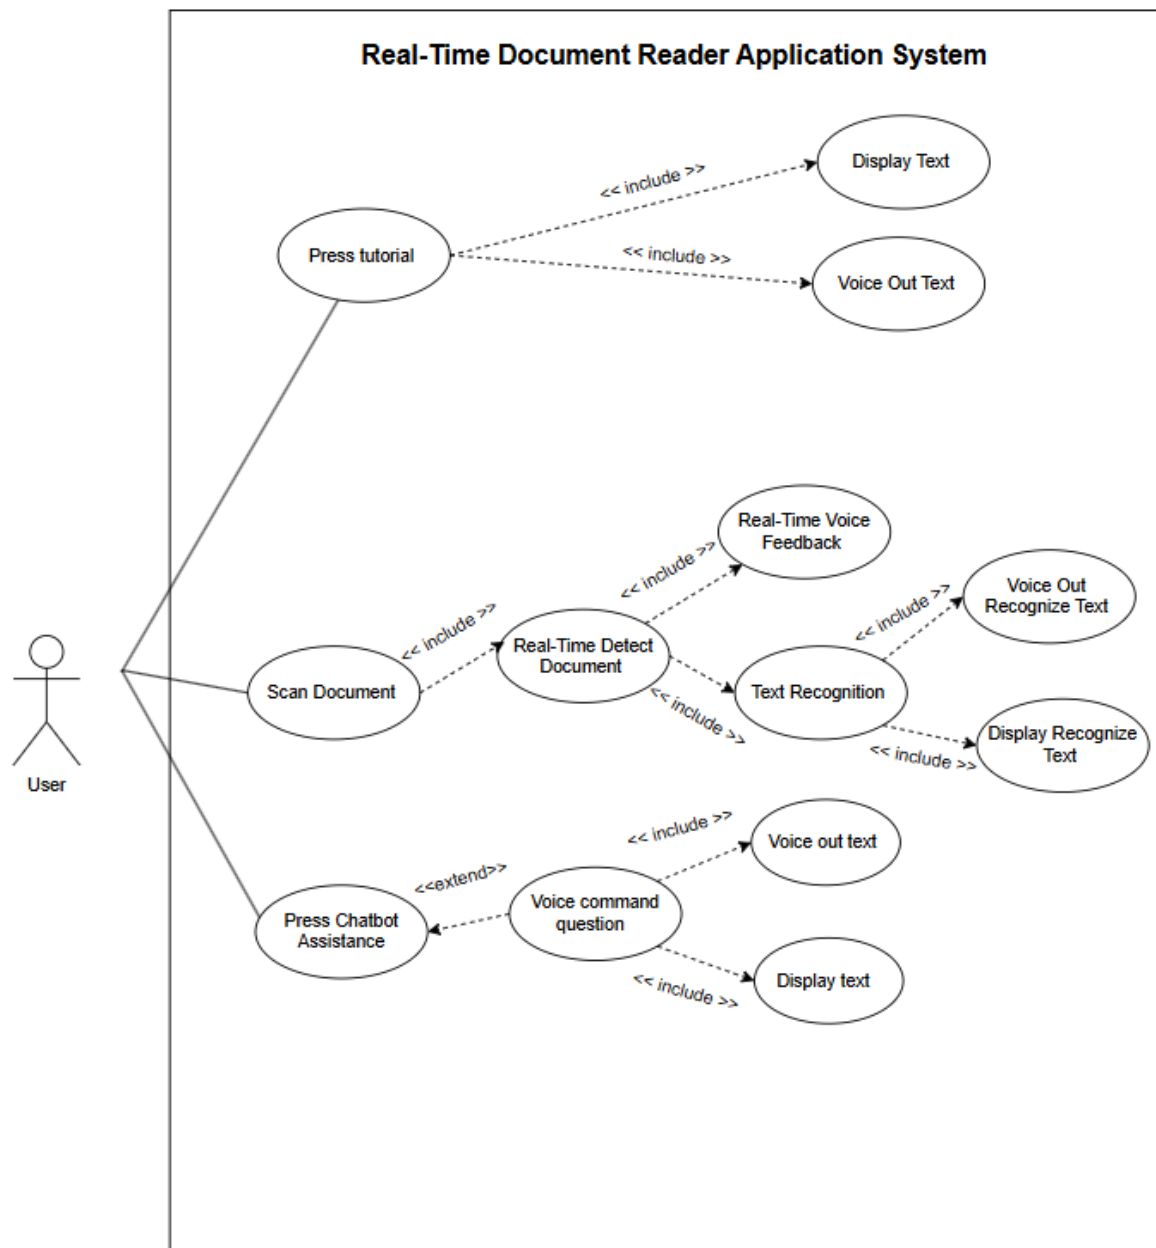 Real-Time Document Reader Application System
<< include >>
Display Text
Press tutorial
<< include >>
Voice Out Text
Real-Time Voice
Feedback
<< include >>
<< include >>
Voice Out
Recognize Text
<< include >>
Real-Time Detect
Document
Scan Document
Text Recognition
<< include >>
Display Recognize
Text
<< include >>
User
<< include >>
Voice out text
<<extend>>
Voice command
question
Press Chatbot
Assistance
<< include >>
Display text